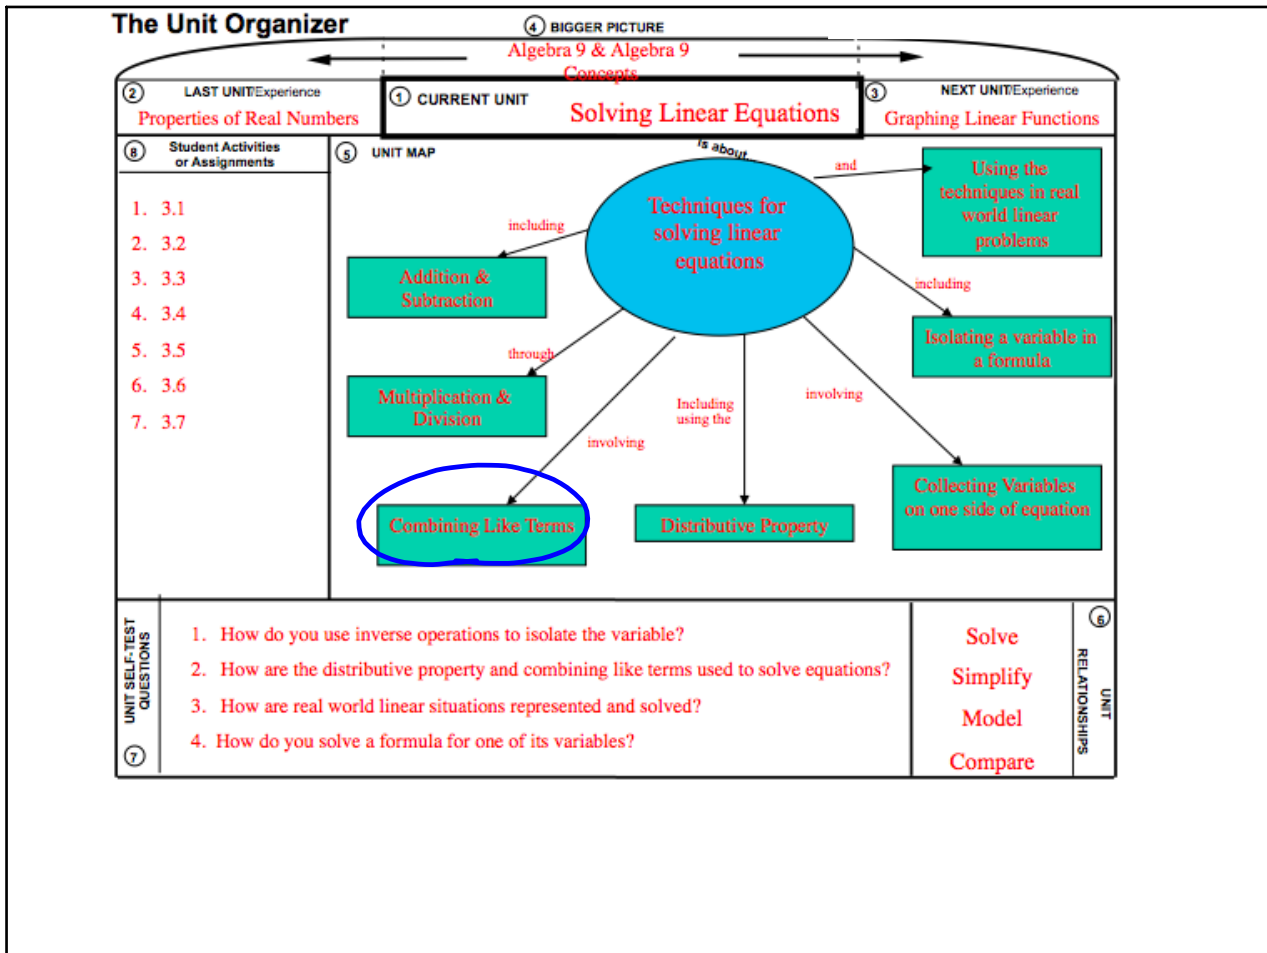 The Unit Organizer
4 BIGGER PICTURE
Algebra 9 & Algebra 9
Concepts
2 LAST UNIT/Experience
Properties of Real Numbers
1 CURRENT UNIT
Solving Linear Equations
3 NEXT UNIT/Experience
Graphing Linear Functions
8 Student Activities
or Assignments
1. 3.1
2. 3.2
3. 3.3
4. 3.4
5. 3.5
6. 3.6
7. 3.7
5 UNIT MAP
is about...
Techniques for
solving linear
equations
and
Using the
techniques in real
world linear
problems
including
Addition &
Subtraction
including
Isolating a variable in
a formula
through
Multiplication &
Division
involving
Combining Like Terms
Including
using the
Distributive Property
involving
Collecting Variables
on one side of equation
UNIT SELF-TEST
QUESTIONS
7
1. How do you use inverse operations to isolate the variable?
2. How are the distributive property and combining like terms used to solve equations?
3. How are real world linear situations represented and solved?
4. How do you solve a formula for one of its variables?
Solve
Simplify
Model
Compare
6
UNIT
RELATIONSHIPS